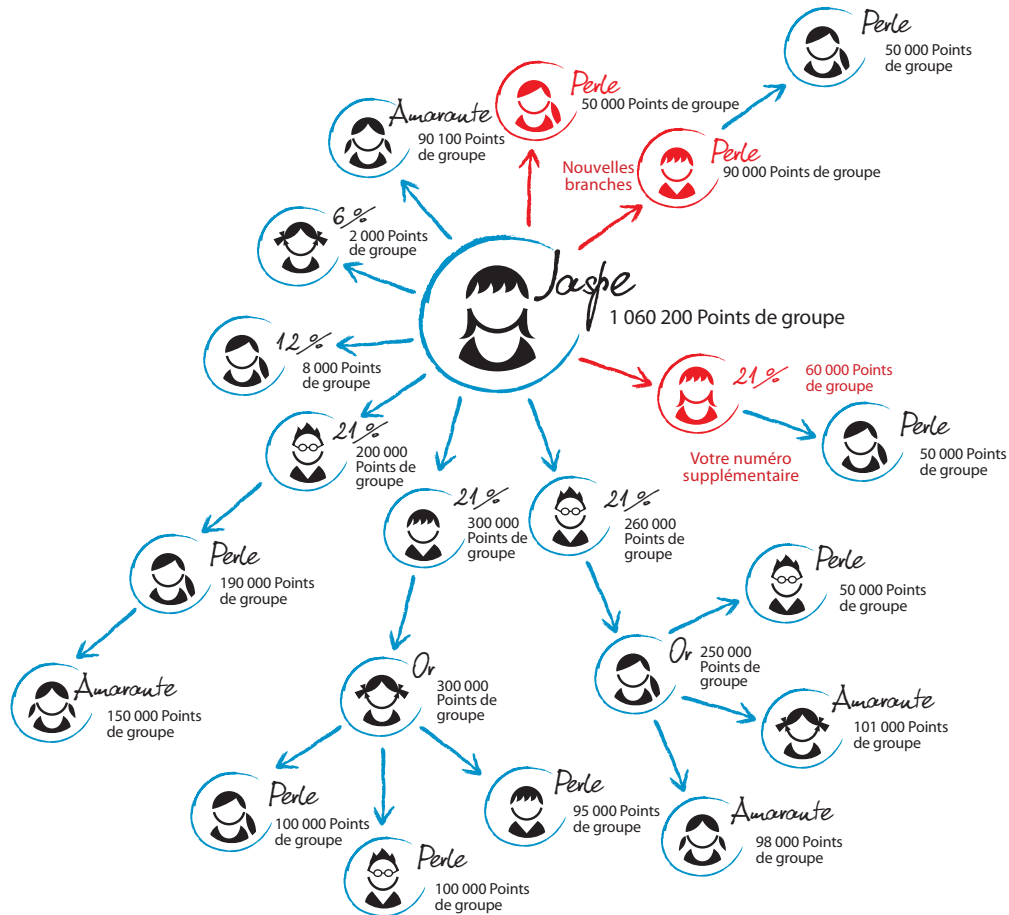 Perle
50 000 Points
de groupe
Perle
50 000 Points de groupe
Amarante
90 100 Points
de groupe
Nouvelles
branches
Perle
90 000 Points de groupe
6 %
2 000 Points
de groupe
Jaspe
1 060 200 Points de groupe
12 %
8 000 Points
de groupe
21 %
60 000 Points
de groupe
Perle
50 000 Points
de groupe
Votre numéro
supplémentaire
21 %
200 000
Points de
groupe
21 %
300 000
Points de
groupe
21 %
260 000
Points de
groupe
Perle
190 000 Points
de groupe
Perle
50 000 Points
de groupe
Or
300 000
Points de
groupe
Or
250 000
Points de
groupe
Amarante
150 000 Points
de groupe
Amarante
101 000 Points
de groupe
Perle
100 000 Points
de groupe
Perle
95 000 Points
de groupe
Amarante
98 000 Points
de groupe
Perle
100 000 Points
de groupe